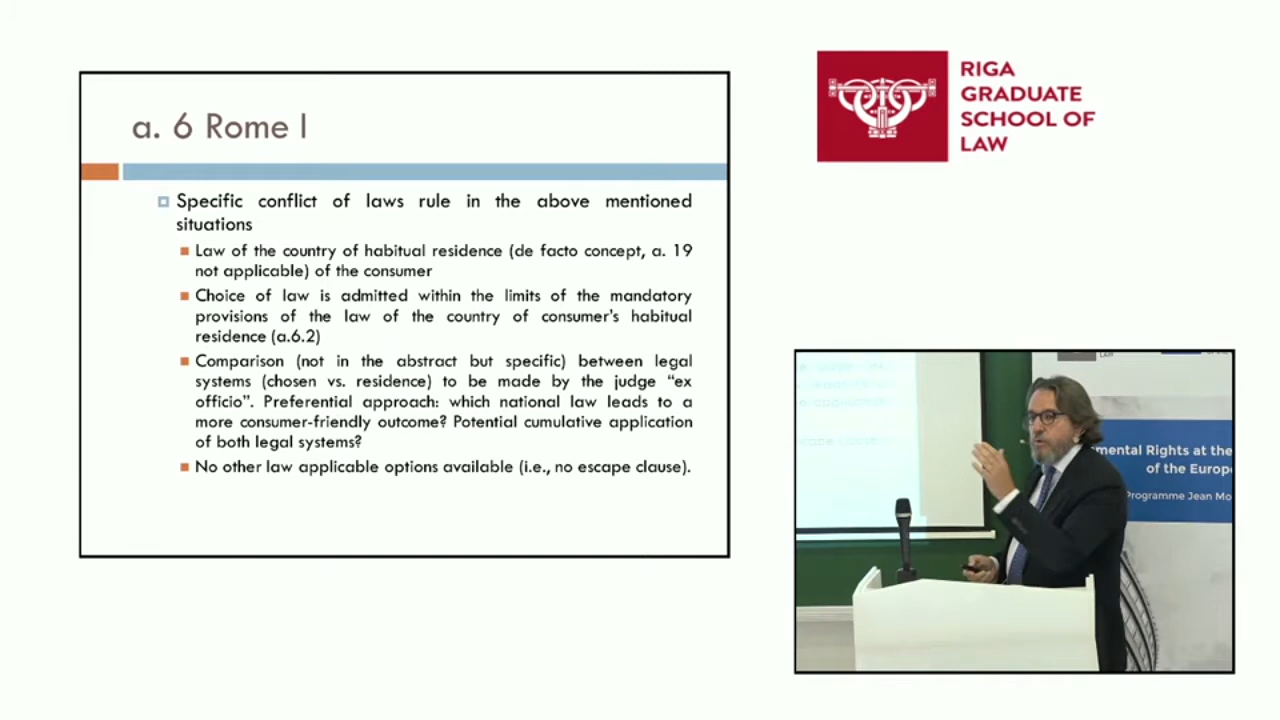 a. 6 Rome I
Specific conflict of laws rule in the above mentioned
situations
Law of the country of habitual residence (de facto concept, a. 19
not applicable) of the consumer
Choice of law is admitted within the limits of the mandatory
provisions of the law of the country of consumer's habitual
residence (a.6.2)
Comparison (not in the abstract but specific) between legal
systems (chosen vs. residence) to be made by the judge "ex
officio". Preferential approach: which national law leads to a
more consumer-friendly outcome? Potential cumulative application
of both legal systems?
No other law applicable options available (i.e., no escape clause).
RIGA
GRADUATE
SCHOOL OF
LAW
LAW
mental Rights at the
of the Europe
Programme Jean Mo